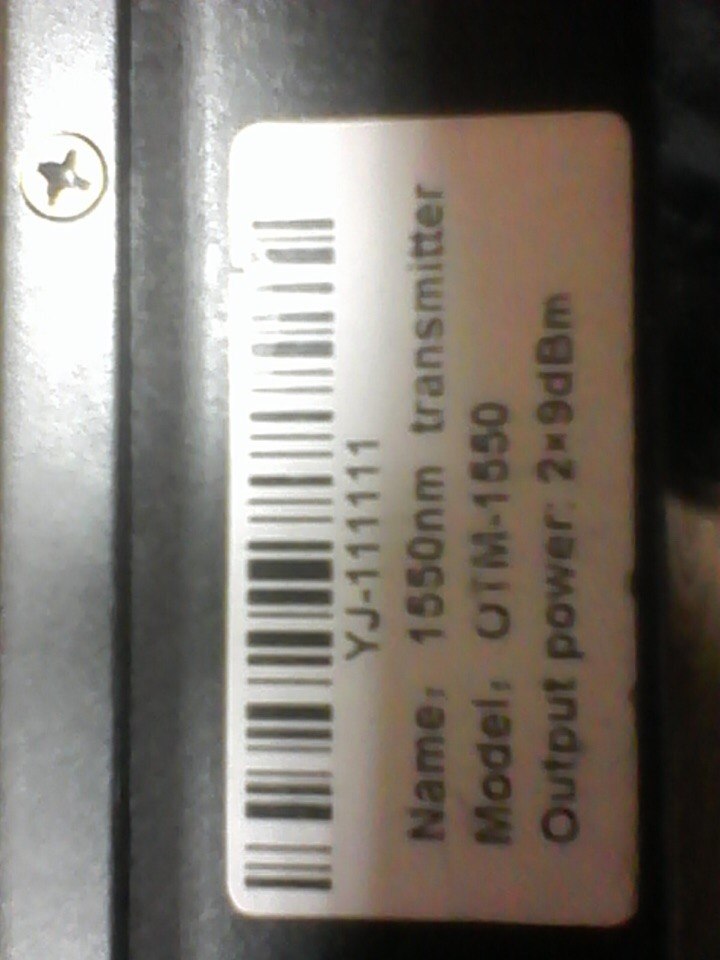 YJ-111111
Name: 1550nm transmitter
Model: OTM-1550
Output power: 2×9dBm